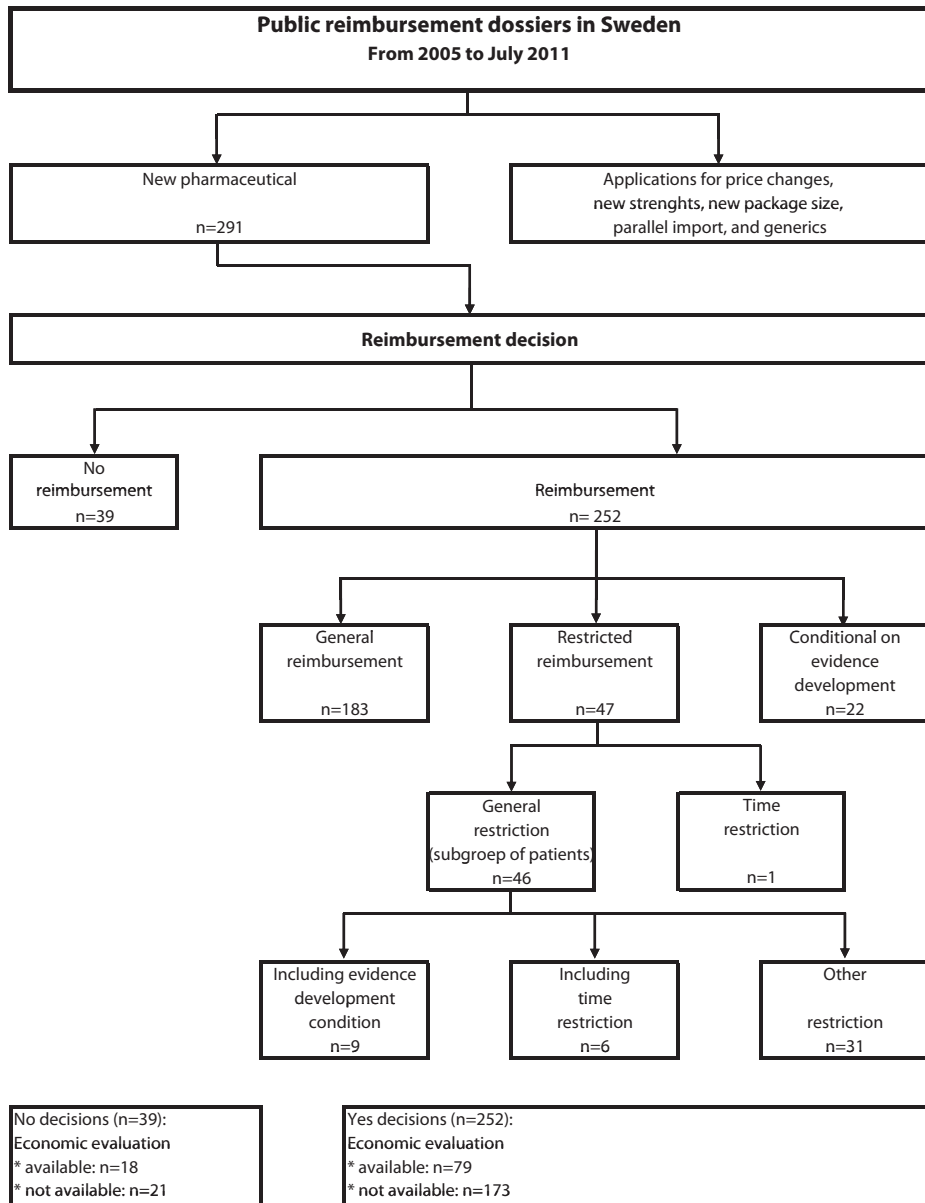 Public reimbursement dossiers in Sweden
From 2005 to July 2011
New pharmaceutical
n=291
Applications for price changes,
new strenghts, new package size,
parallel import, and generics
Reimbursement decision
No
reimbursement
n=39
Reimbursement
n= 252
General
reimbursement
n=183
Restricted
reimbursement
n=47
Conditional on
evidence
development
n=22
General
restriction
(subgroep of patients)
n=46
Time
restriction
n=1
Including evidence
development
condition
n=9
Including
time
restriction
n=6
Other
restriction
n=31
No decisions (n=39):
Economic evaluation
* available: n=18
* not available: n=21
Yes decisions (n=252):
Economic evaluation
* available: n=79
* not available: n=173